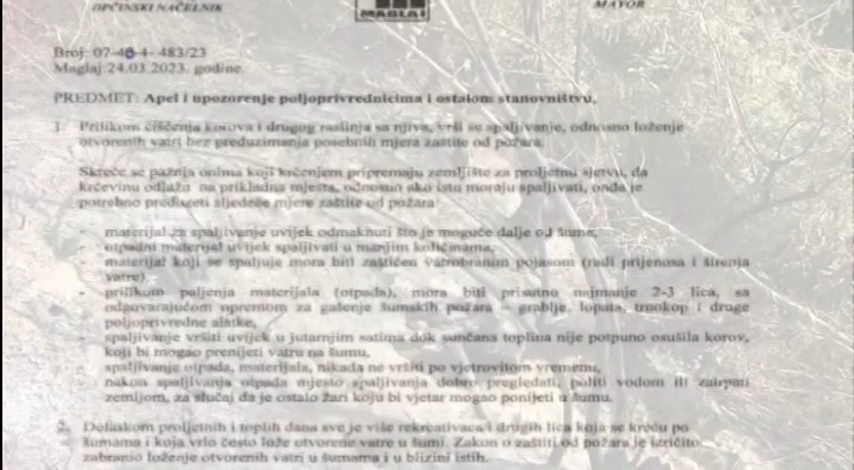 OPĆINSKI NAČELNIK
MAGLAJ
MAYOR
Broj: 07-40-4- 483/23
Maglaj:24.03.2023. godine.
PREDMET: Apel i upozorenje poljoprivrednicima i ostalom stanovništvu,
1. Prilikom čišćenja korova i drugog raslinja sa njiva, vrši se spaljivanje, odnosno loženje
otvorenih vatri bez preduzimanja posebnih mjera zaštite od požara.
Skreće se pažnja onima koji krčenjem pripremaju zemljište za proljetnu sjetvu, da
krčevinu odlažu na prikladna mjesta, odnosno ako istu moraju spaljivati, onda je
potrebno preduzeti sljedeće mjere zaštite od požara:
- materijal za spaljivanje uvijek odmaknuti što je moguće dalje od šume,
- otpadni materijal uvijek spaljivati u manjim količinama,
- materijal koji se spaljuje mora biti zaštićen vatrobranim pojasom (radi prijenosa i širenja
vatre)
- prilikom paljenja materijala (otpada), mora biti prisutno najmanje 2-3 lica, sa
odgovarajućom opremom za gašenje šumskih požara – grablje, lopata, trnokop i druge
poljoprivredne alatke,
- spaljivanje vršiti uvijek u jutarnjim satima dok sunčana toplina nije potpuno osušila korov,
koji bi mogao prenijeti vatru na šumu,
- spaljivanje otpada, materijala, nikada ne vršiti po vjetrovitom vremenu,
- nakon spaljivanja otpada mjesto spaljivanja dobro pregledati, politi vodom ili zatrpati
zemljom, za slučaj da je ostalo žari koju bi vjetar mogao ponijeti u šumu.
2. Dolaskom proljetnih i toplih dana sve je više rekreativaca i drugih lica koja se kreću po
šumama i koja vrlo često lože otvorene vatre u šumi. Zakon o zaštiti od požara je izričito
zabranio loženje otvorenih vatri u šumama i u blizini istih.